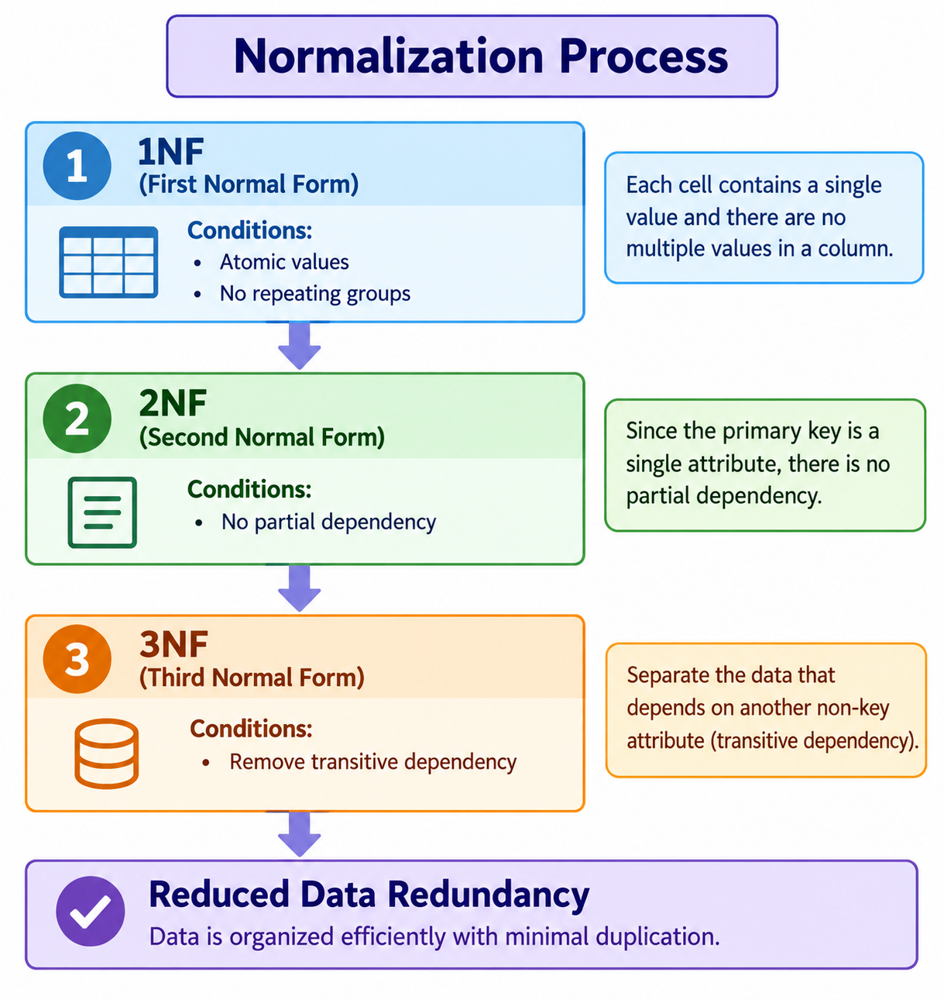 Normalization Process
1
1NF
(First Normal Form)
Conditions:
• Atomic values
• No repeating groups
Each cell contains a single
value and there are no
multiple values in a column.
2
2NF
(Second Normal Form)
Conditions:
• No partial dependency
Since the primary key is a
single attribute, there is no
partial dependency.
3
3NF
(Third Normal Form)
Conditions:
• Remove transitive dependency
Separate the data that
depends on another non-key
attribute (transitive dependency).
Reduced Data Redundancy
Data is organized efficiently with minimal duplication.